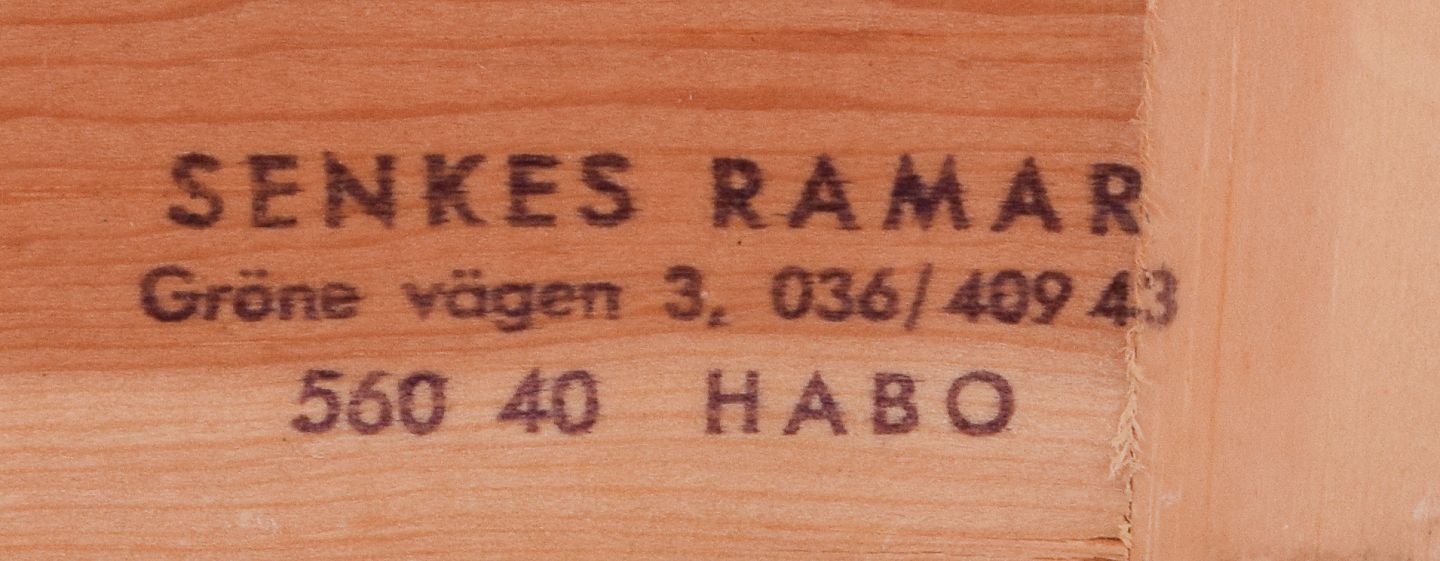 SENKES RAMAR
Gröne vägen 3, 036/409 43
560 40 HABO